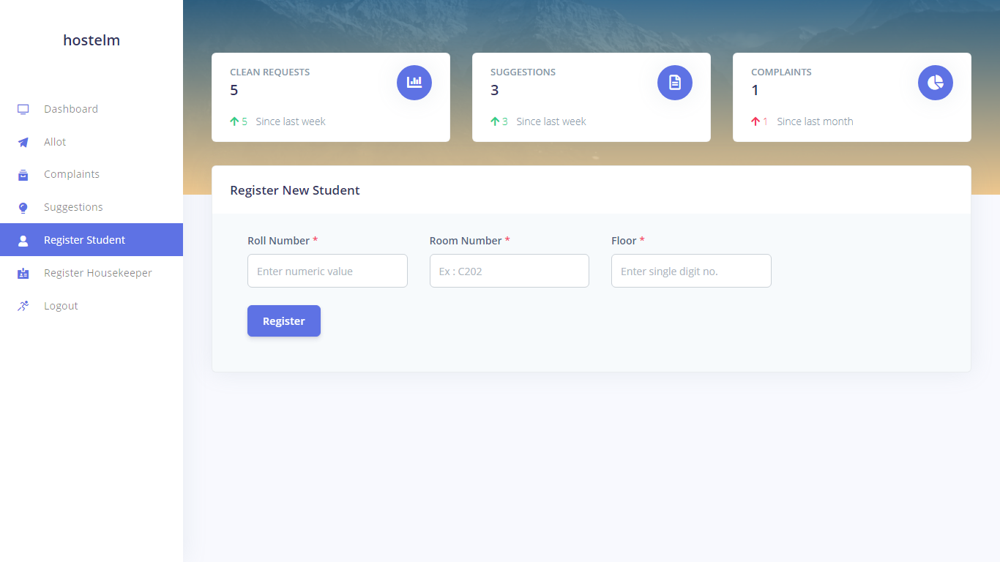 hostelm
Dashboard
Allot
Complaints
Suggestions
Register Student
Register Housekeeper
Logout
CLEAN REQUESTS
5
5 Since last week
SUGGESTIONS
3
3 Since last week
COMPLAINTS
1
1 Since last month
Register New Student
Roll Number * Room Number * Floor *
Enter numeric value Ex : C202 Enter single digit no.
Register